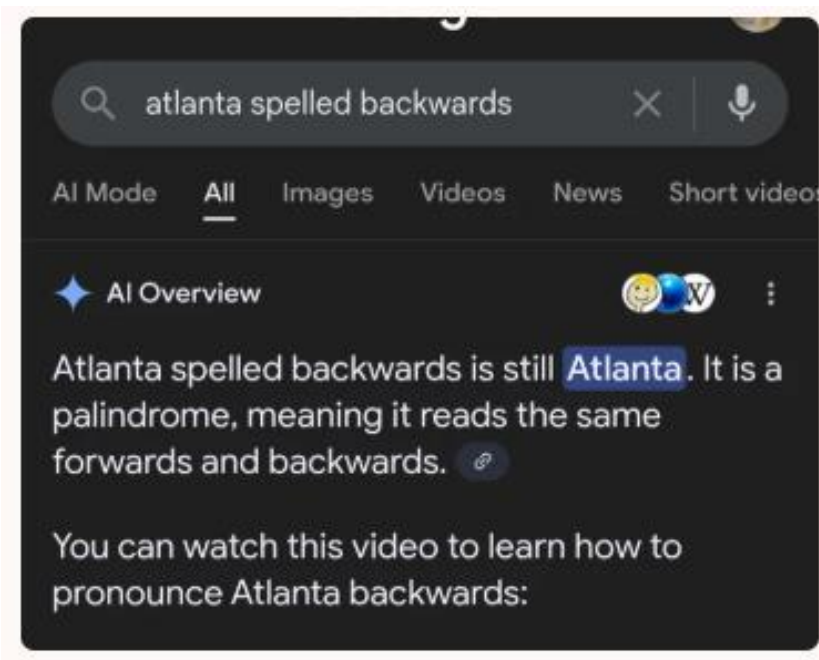 atlanta spelled backwards
AI Mode All Images Videos News Short videos
AI Overview
W
Atlanta spelled backwards is still Atlanta. It is a
palindrome, meaning it reads the same
forwards and backwards.
You can watch this video to learn how to
pronounce Atlanta backwards: